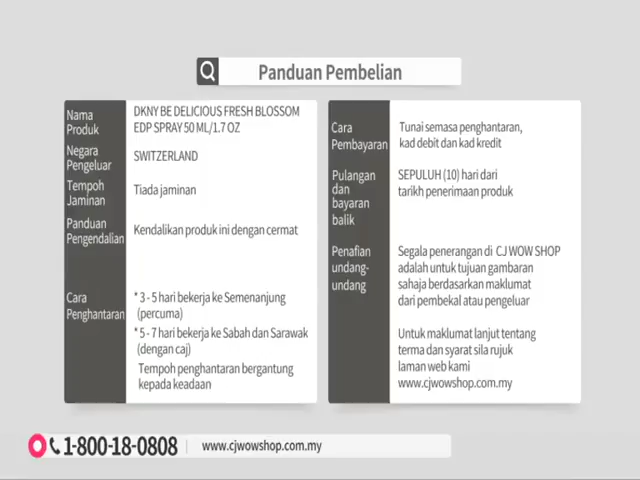 Panduan Pembelian
Nama
Produk
DKNY BE DELICIOUS FRESH BLOSSOM
EDP SPRAY 50 ML/1.7 OZ
Negara
Pengeluar
SWITZERLAND
Tempoh
Jaminan
Tiada jaminan
Panduan
Pengendalian
Kendalikan produk ini dengan cermat
Cara
Penghantaran
* 3 - 5 hari bekerja ke Semenanjung
(percuma)
* 5 - 7 hari bekerja ke Sabah dan Sarawak
(dengan caj)
Tempoh penghantaran bergantung
kepada keadaan
Cara
Pembayaran
Tunai semasa penghantaran,
kad debit dan kad kredit
Pulangan
dan
bayaran
balik
SEPULUH (10) hari dari
tarikh penerimaan produk
Penafian
undang-
undang
Segala penerangan di CJ WOW SHOP
adalah untuk tujuan gambaran
sahaja berdasarkan maklumat
dari pembekal atau pengeluar
Untuk maklumat lanjut tentang
terma dan syarat sila rujuk
laman web kami
www.cjwowshop.com.my
1-800-18-0808
www.cjwowshop.com.my